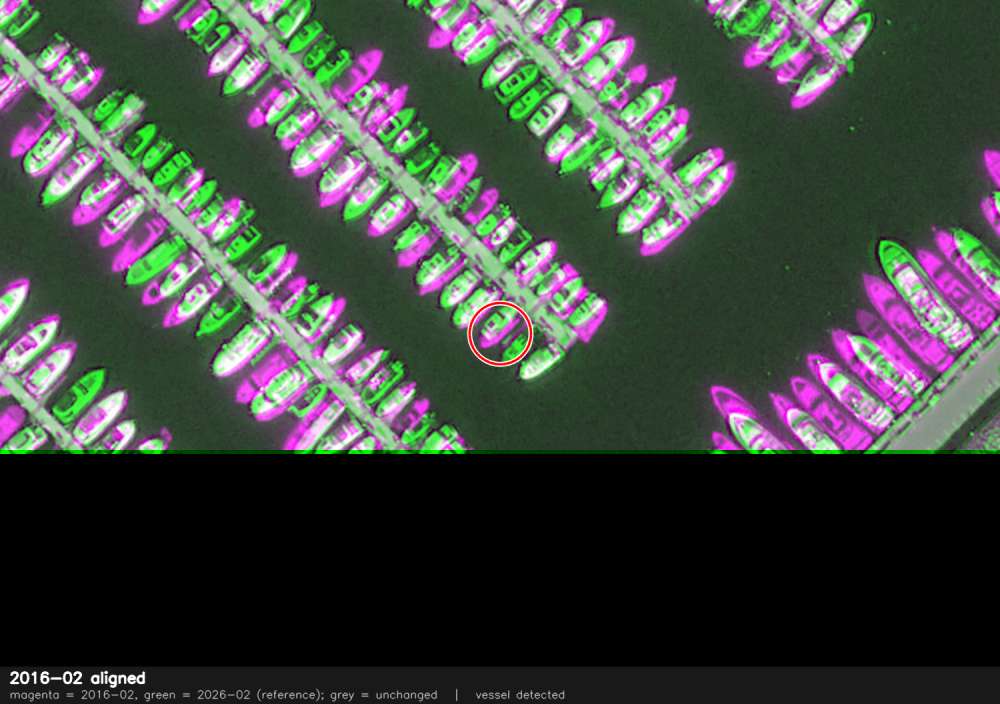 2016-02 aligned
magenta = 2016-02, green = 2026-02 (reference); grey = unchanged | vessel detected